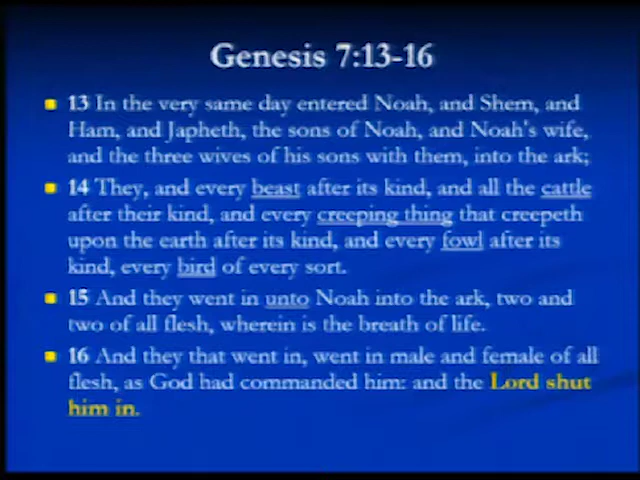 Genesis 7:13-16
13 In the very same day entered Noah, and Shem, and
Ham, and Japheth, the sons of Noah, and Noah's wife,
and the three wives of his sons with them, into the ark;
14 They, and every beast after its kind, and all the cattle
after their kind, and every creeping thing that creepeth
upon the earth after its kind, and every fowl after its
kind, every bird of every sort.
15 And they went in unto Noah into the ark, two and
two of all flesh, wherein is the breath of life.
16 And they that went in, went in male and female of all
flesh, as God had commanded him: and the Lord shut
him in.